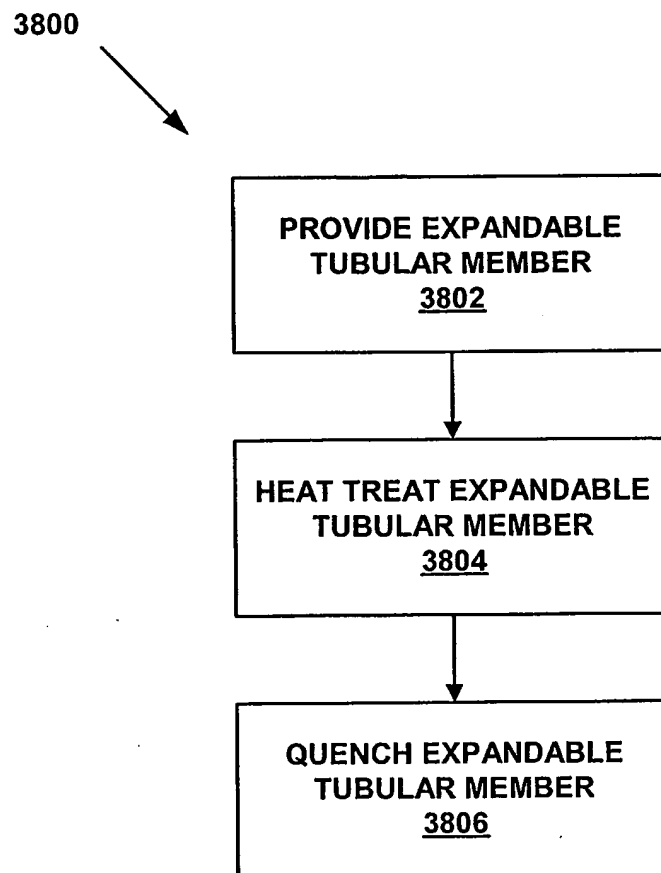 3800
PROVIDE EXPANDABLE
TUBULAR MEMBER
3802
HEAT TREAT EXPANDABLE
TUBULAR MEMBER
3804
QUENCH EXPANDABLE
TUBULAR MEMBER
3806